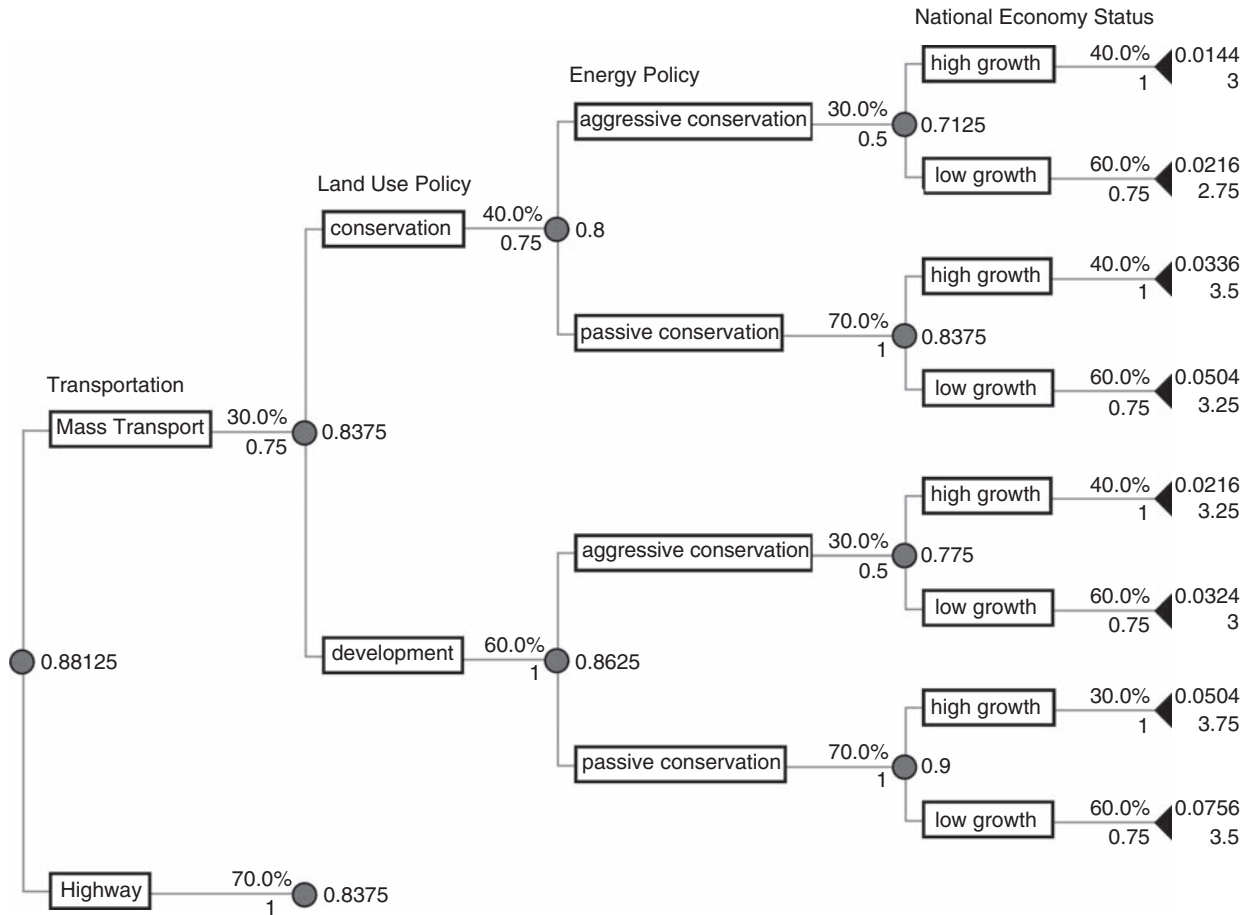 National Economy Status
high growth 40.0% 0.0144
1 3
Energy Policy
aggressive conservation 30.0% 0.7125
0.5
low growth 60.0% 0.0216
0.75 2.75
Land Use Policy
conservation 40.0% 0.8
0.75
high growth 40.0% 0.0336
1 3.5
passive conservation 70.0% 0.8375
1
low growth 60.0% 0.0504
0.75 3.25
Transportation
Mass Transport 30.0% 0.8375
0.75
high growth 40.0% 0.0216
1 3.25
aggressive conservation 30.0% 0.775
0.5
low growth 60.0% 0.0324
0.75 3
development 60.0% 0.8625
1
0.88125
high growth 30.0% 0.0504
1 3.75
passive conservation 70.0% 0.9
1
low growth 60.0% 0.0756
0.75 3.5
Highway 70.0% 0.8375
1